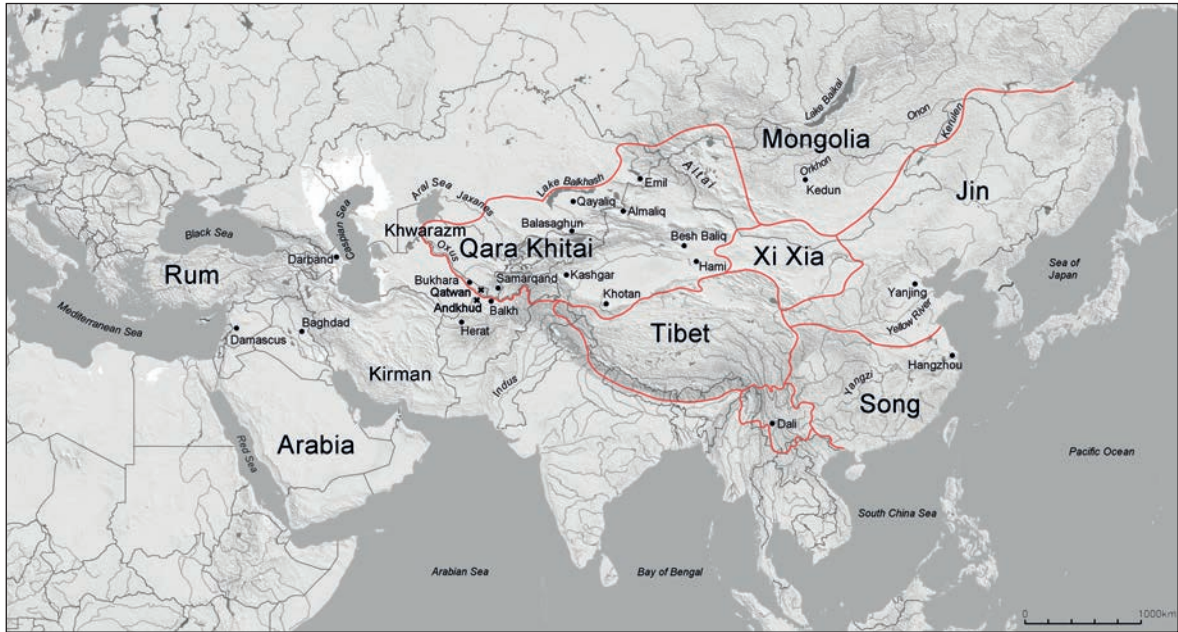 Lake Baikal
Mongolia
Onon
Kerulen
Orkhon
Kedun
Altai
Jin
Emil
Lake Balkhash
Qayaliq
Almaliq
Aral Sea
Jaxanes
Balasaghun
Besh Baliq
Hami
Xi Xia
Khwarazm
Oxus
Qara Khitai
Black Sea
Caspian Sea
Darband
Rum
Bukhara
Samarqand
Kashgar
Qatwan
Andkhud
Balkh
Khotan
Herat
Yanjing
Sea of
Japan
Yellow River
Mediterranean Sea
Damascus
Baghdad
Tibet
Hangzhou
Kirman
Indus
Yangzi
Song
Dali
Arabia
Red Sea
Pacific Ocean
South China Sea
Arabian Sea
Bay of Bengal
0 1000km